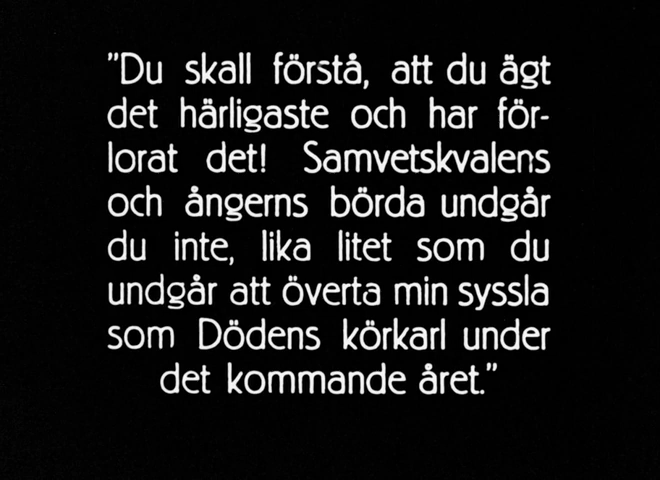 "Du skall förstå, att du ägt
det härligaste och har för-
lorat det! Samvetskvalens
och ångerns börda undgår
du inte, lika litet som du
undgår att överta min syssla
som Dödens körkarl under
det kommande året."